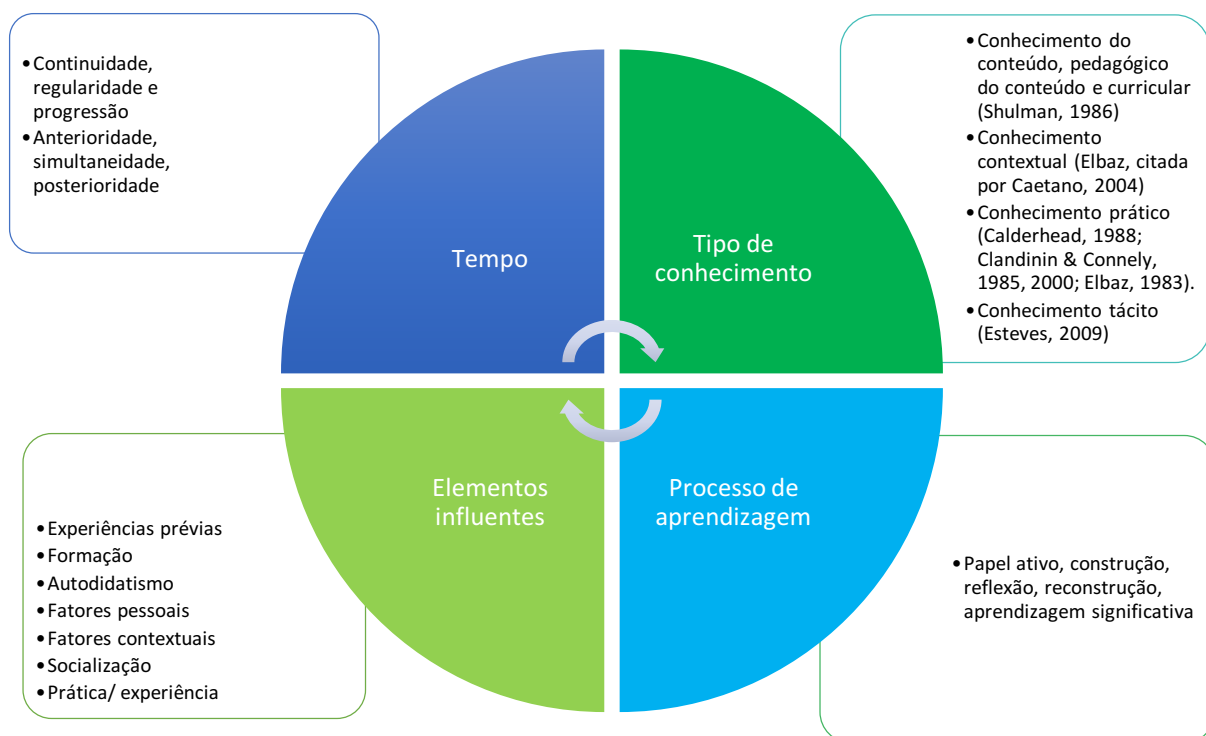 •Continuidade,
regularidade e
progressão
•Anterioridade,
simultaneidade,
posterioridade
Tempo
•Conhecimento do
conteúdo, pedagógico
do conteúdo e curricular
(Shulman, 1986)
•Conhecimento
contextual (Elbaz, citada
por Caetano, 2004)
•Conhecimento prático
(Calderhead, 1988;
Clandinin & Connely,
1985, 2000; Elbaz, 1983).
•Conhecimento tácito
(Esteves, 2009)
Tipo de
conhecimento
Elementos
influentes
•Experiências prévias
•Formação
•Autodidatismo
•Fatores pessoais
•Fatores contextuais
•Socialização
•Prática/ experiência
Processo de
aprendizagem
•Papel ativo, construção,
reflexão, reconstrução,
aprendizagem significativa